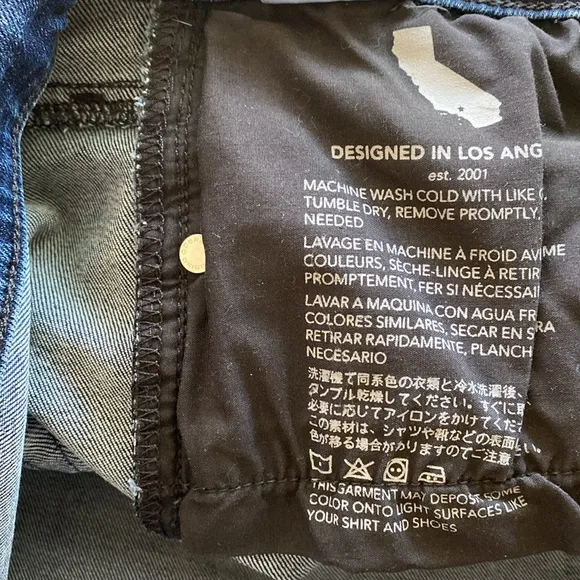 DESIGNED IN LOS ANG
est. 2001
MACHINE WASH COLD WITH LIKE C
TUMBLE DRY, REMOVE PROMPTLY,
NEEDED
LAVAGE EN MACHINE À FROID AV ME
COULEURS, SÈCHE-LINGE À RETIR
PROMPTEMENT, FER SI NÉCESSAI
LAVAR A MAQUINA CON AGUA FR
COLORES SIMILARES, SECAR EN S RA
RETIRAR RAPIDAMENTE, PLANCH
NECESARIO
洗濯機で同系色の衣類と冷水洗濯後、
タンブル乾燥してください。すぐに取
必要に応じてアイロンをかけてく
この素材は、シャツや靴などの表面
色が移る場合がありますのでご注意
THIS GARMENT MAY DEPOSIT SOME
COLOR ONTO LIGHT SURFACES LIKE
YOUR SHIRT AND SHOES